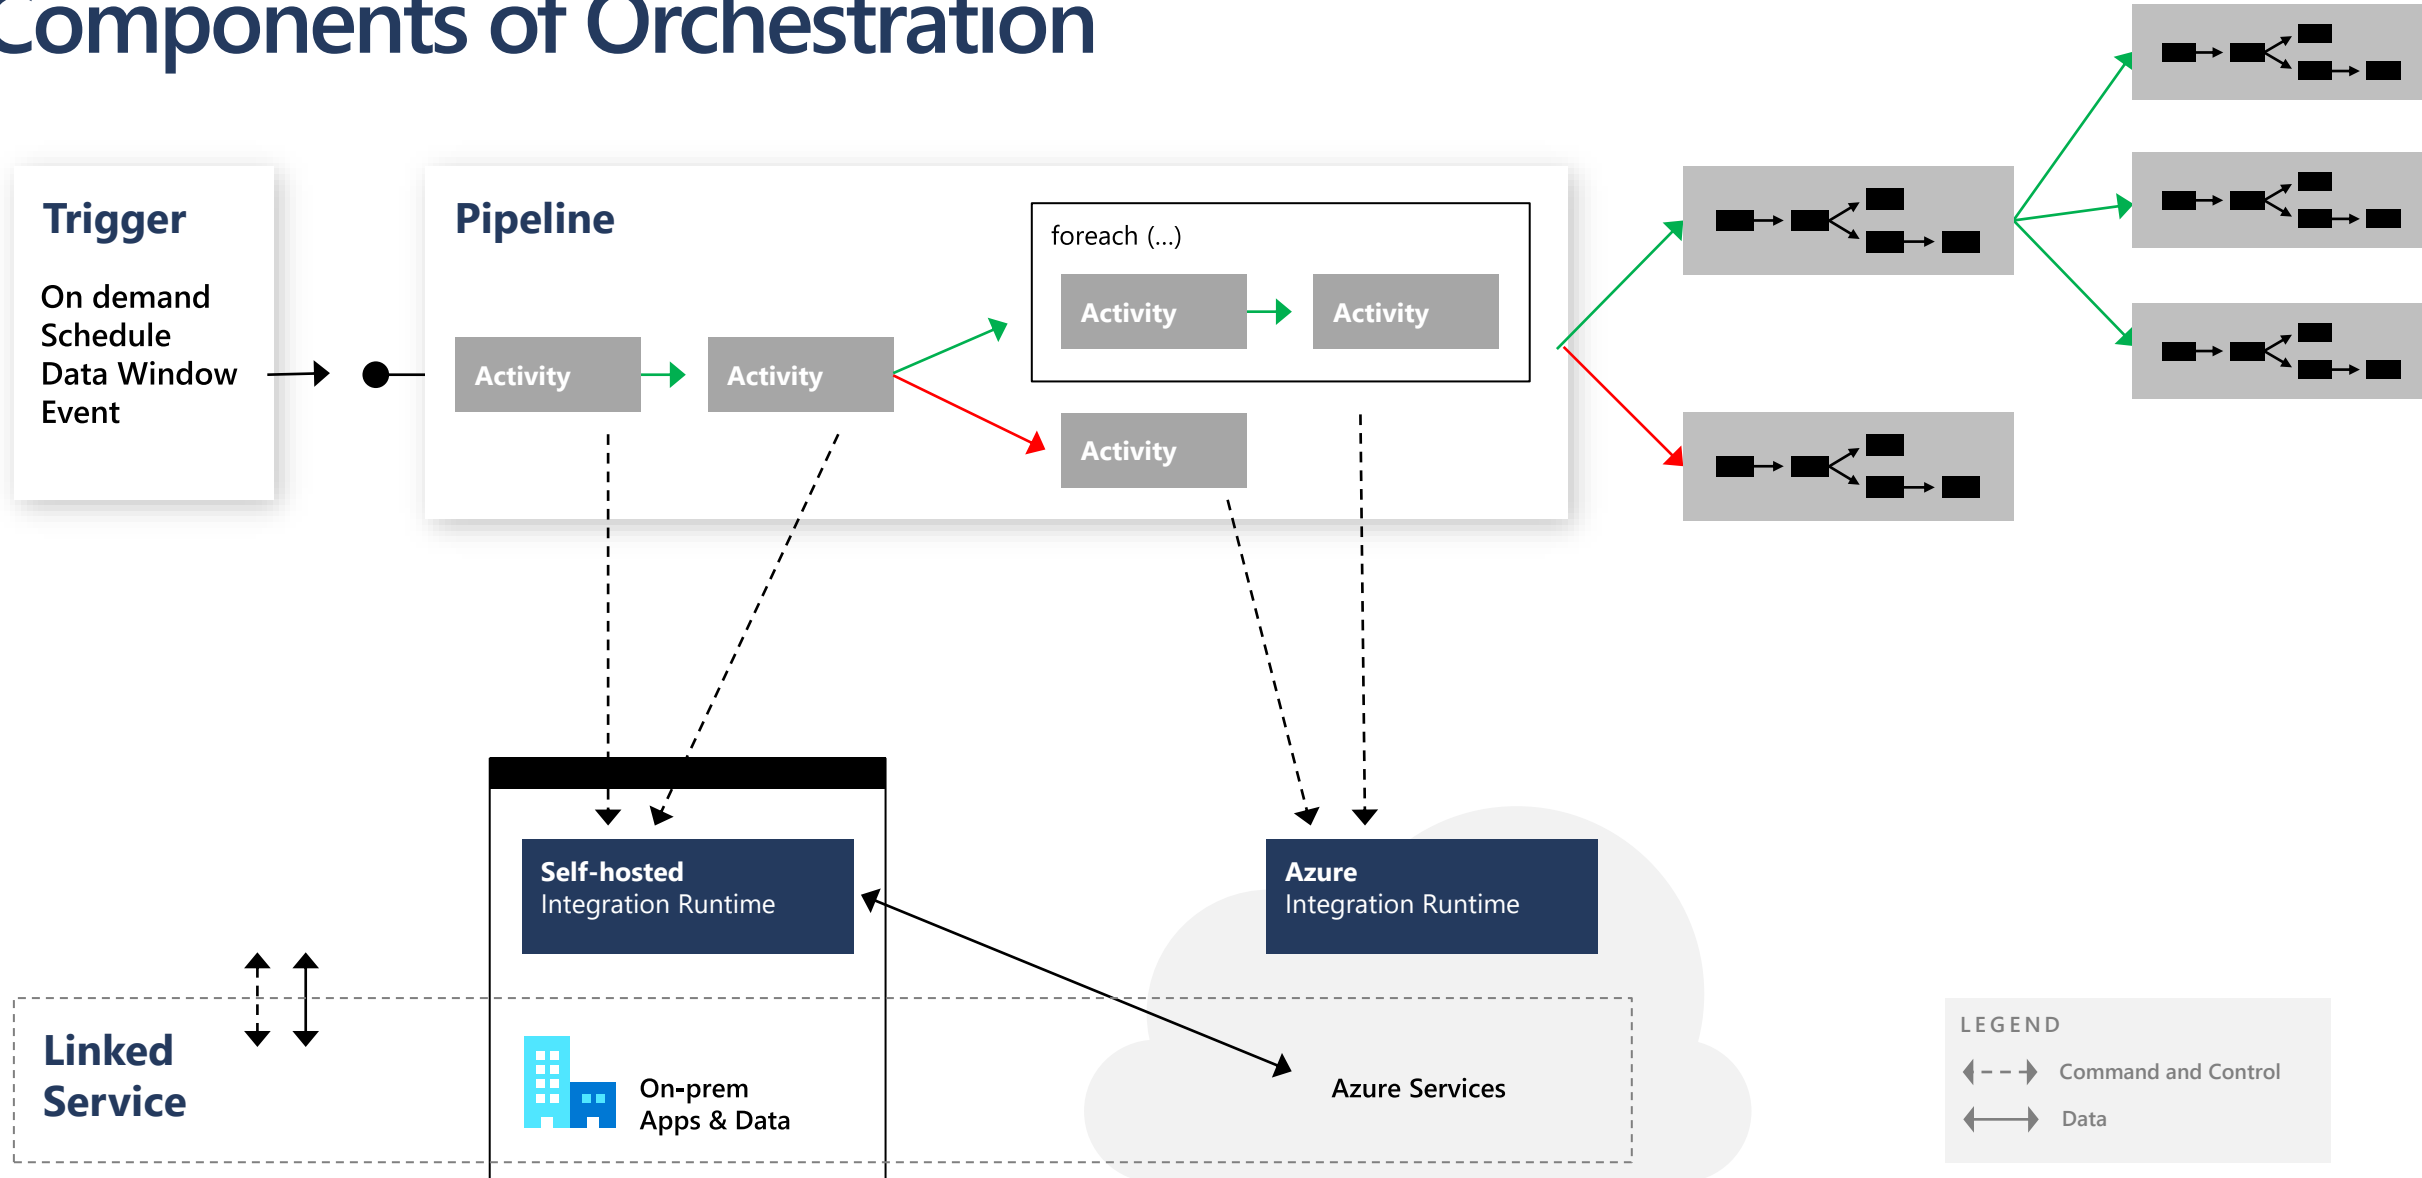 Components of Orchestration
Trigger
On demand
Schedule
Data Window
Event
Pipeline
Activity
Activity
foreach (...)
Activity
Activity
Activity
Self-hosted
Integration Runtime
Azure
Integration Runtime
Linked
Service
On-prem
Apps & Data
Azure Services
LEGEND
Command and Control
Data